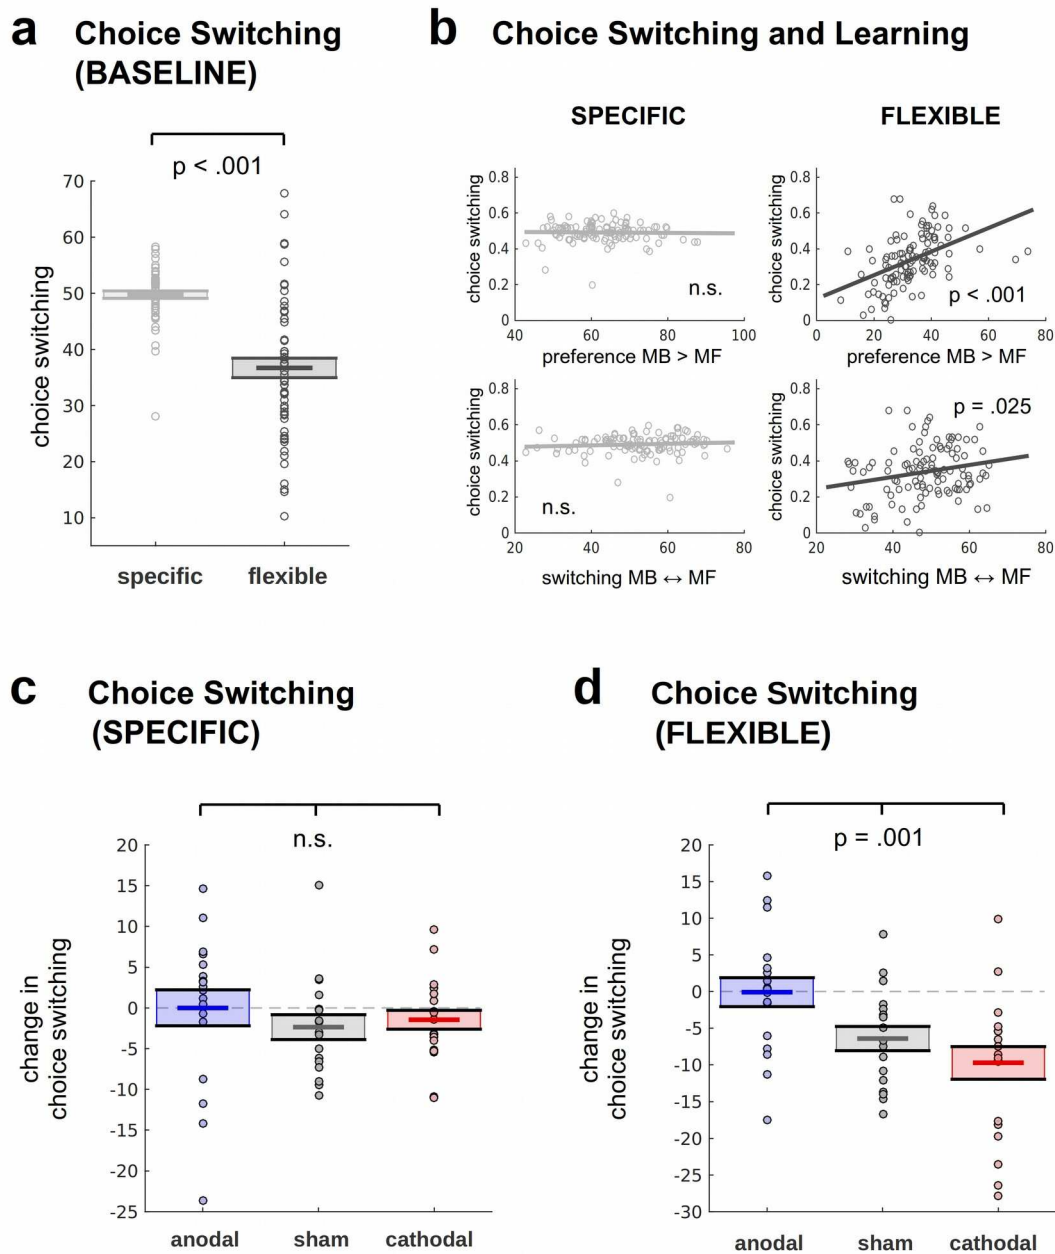 a Choice Switching
(BASELINE)
p < .001
70
60
50
40
30
20
10
choice switching
specific flexible
b Choice Switching and Learning
SPECIFIC
FLEXIBLE
0.8
0.6
0.4
0.2
0
choice switching
n.s.
40 60 80 100
preference MB > MF
0.8
0.6
0.4
0.2
0
choice switching
p < .001
0 20 40 60 80
preference MB > MF
0.8
0.6
0.4
0.2
0
choice switching
n.s.
20 40 60 80
switching MB ↔ MF
0.8
0.6
0.4
0.2
0
choice switching
p = .025
20 40 60 80
switching MB ↔ MF
c Choice Switching
(SPECIFIC)
n.s.
20
15
10
5
0
-5
-10
-15
-20
-25
change in
choice switching
anodal sham cathodal
d Choice Switching
(FLEXIBLE)
p = .001
20
15
10
5
0
-5
-10
-15
-20
-25
-30
change in
choice switching
anodal sham cathodal